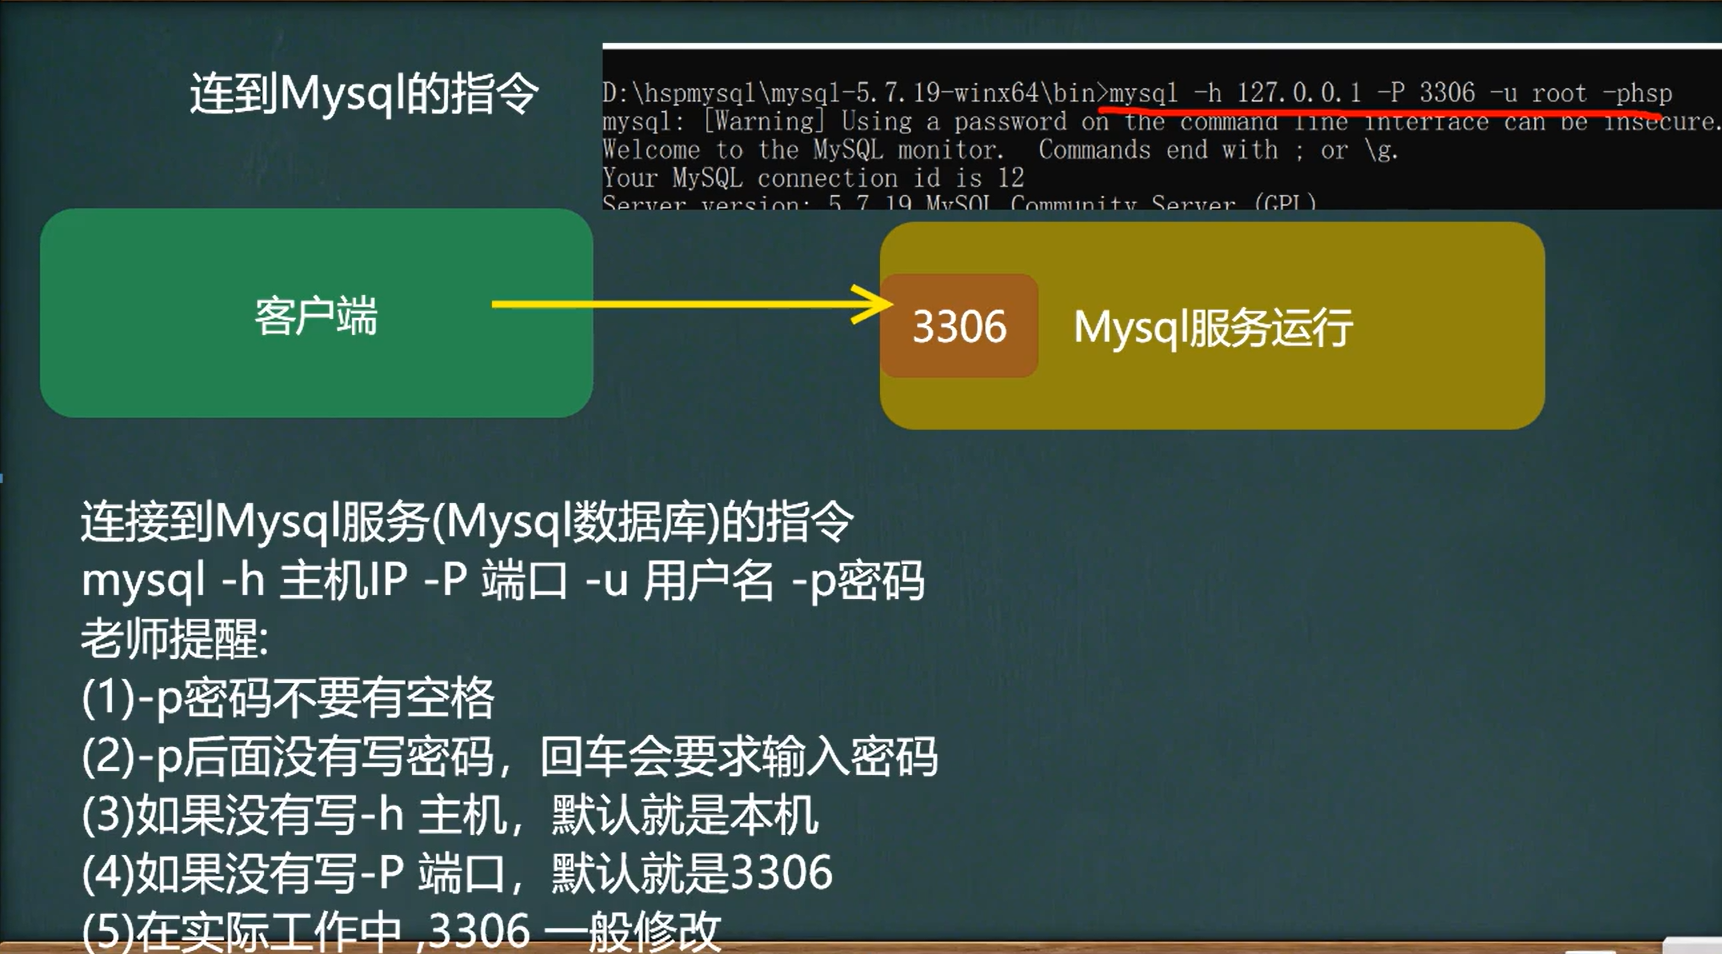 连到Mysql的指令
D:\hspmysql\mysql-5.7.19-winx64\bin>mysql -h 127.0.0.1 -P 3306 -u root -phsp
mysql: [Warning] Using a password on the command line interface can be insecure.
Welcome to the MySQL monitor.  Commands end with ; or \g.
Your MySQL connection id is 12
Server version: 5.7.19 MySQL Community Server (GPL)
客户端
3306
Mysql服务运行
连接到Mysql服务(Mysql数据库)的指令
mysql -h 主机IP -P 端口 -u 用户名 -p密码
老师提醒:
(1)-p密码不要有空格
(2)-p后面没有写密码，回车会要求输入密码
(3)如果没有写-h 主机，默认就是本机
(4)如果没有写-P 端口，默认就是3306
(5)在实际工作中 ,3306 一般修改